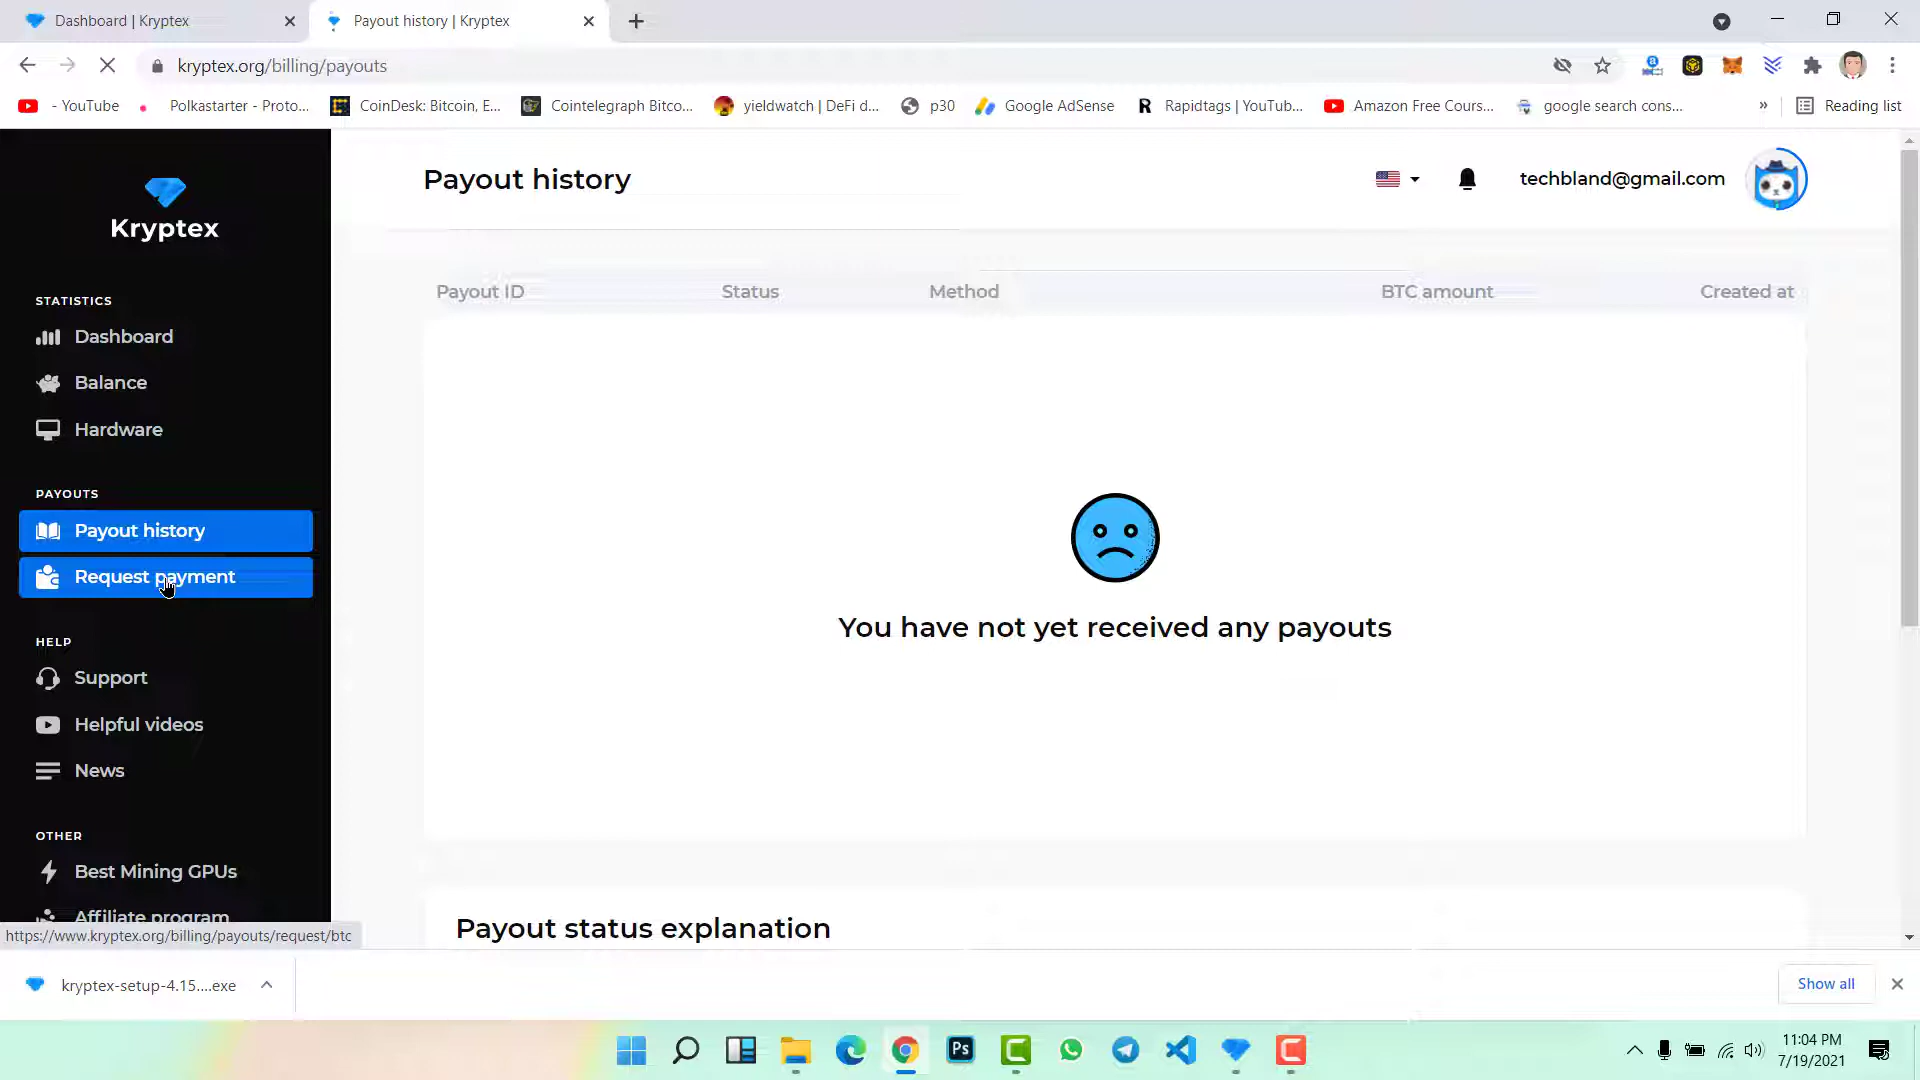 Dashboard | Kryptex
Payout history | Kryptex
kryptex.org/billing/payouts
- YouTube
Polkastarter - Proto...
CoinDesk: Bitcoin, E...
Cointelegraph Bitco...
yieldwatch | DeFi d...
p30
Google AdSense
Rapidtags | YouTub...
Amazon Free Cours...
google search cons...
»
Reading list
Kryptex
STATISTICS
Dashboard
Balance
Hardware
PAYOUTS
Payout history
Request payment
HELP
Support
Helpful videos
News
OTHER
Best Mining GPUs
Affiliate program
https://www.kryptex.org/billing/payouts/request/btc
Payout history
techbland@gmail.com
Payout ID Status Method BTC amount Created at
You have not yet received any payouts
Payout status explanation
kryptex-setup-4.15....exe
Show all
Ps
11:04 PM
7/19/2021